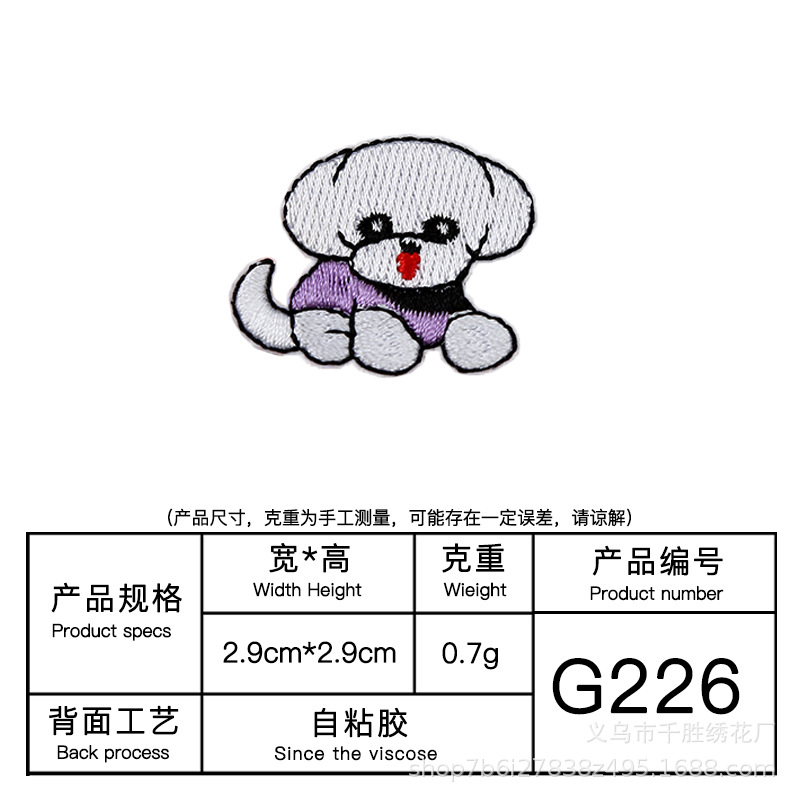 (产品尺寸，克重为手工测量，可能存在一定误差，请谅解)
产品规格
Product specs
宽*高
Width Height
克重
Wieight
产品编号
Product number
2.9cm*2.9cm
0.7g
G226
背面工艺
Back process
自粘胶
Since the viscose
义乌市千胜绣花厂
shop7b6i27838z495.1688.com